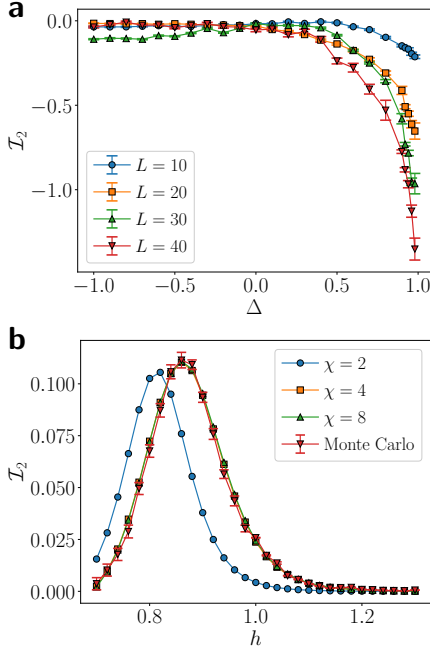 a
0.0
−0.5
−1.0
I₂
L = 10
L = 20
L = 30
L = 40
−1.0 −0.5 0.0 0.5 1.0
Δ
b
0.100
0.075
0.050
0.025
0.000
I₂
χ = 2
χ = 4
χ = 8
Monte Carlo
0.8 1.0 1.2
h